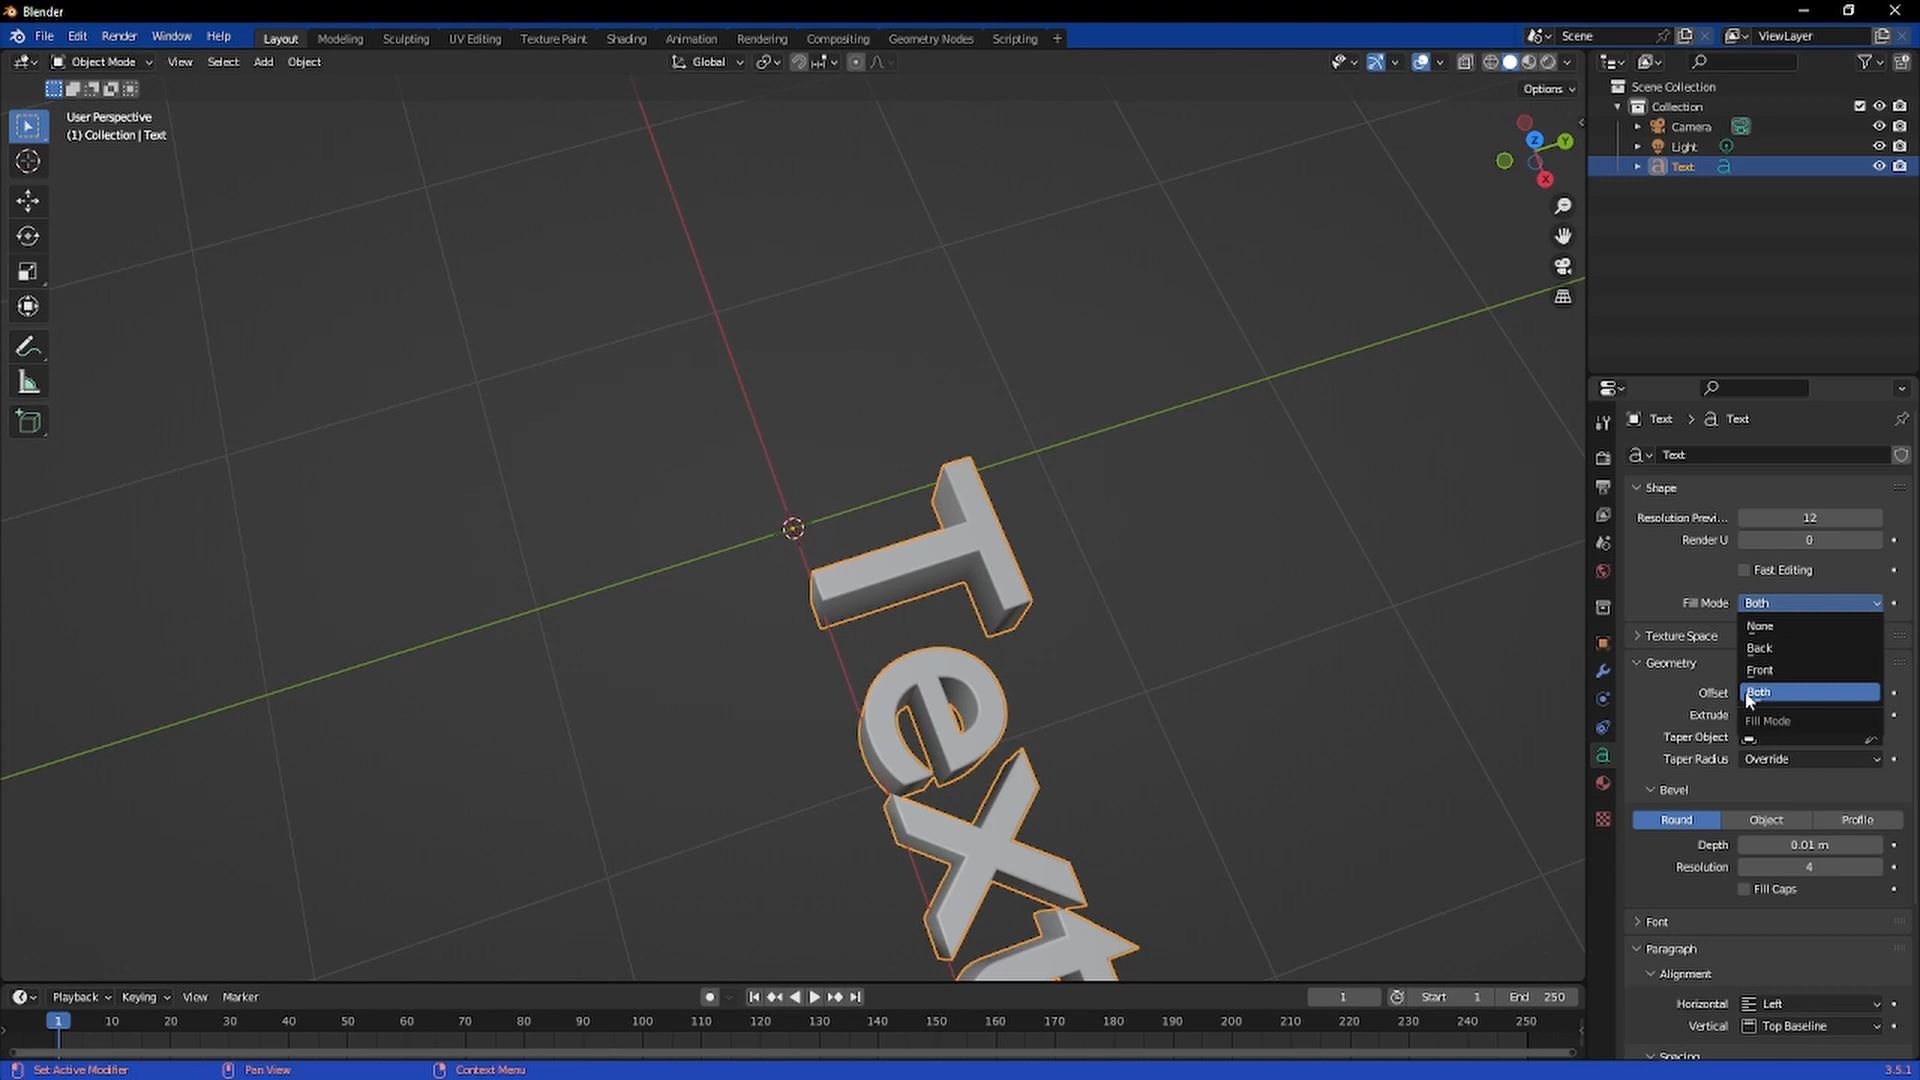 Blender
File Edit Render Window Help Layout Modeling Sculpting UV Editing Texture Paint Shading Animation Rendering Compositing Geometry Nodes Scripting + Scene ViewLayer
Object Mode View Select Add Object Global
Options
User Perspective
(1) Collection | Text
Z Y X
Scene Collection
Collection
Camera
Light
Text
Text > Text
Text
Shape
Resolution Previ... 12
Render U 0
Fast Editing
Fill Mode Both
None
Back
Front
Both
Fill Mode
Texture Space
Geometry
Offset
Extrude
Taper Object
Taper Radius Override
Bevel
Round Object Profile
Depth 0.01 m
Resolution 4
Fill Caps
Font
Paragraph
Alignment
Horizontal Left
Vertical Top Baseline
Spacing
Text
Playback Keying View Marker 1 Start 1 End 250
1 10 20 30 40 50 60 70 80 90 100 110 120 130 140 150 160 170 180 190 200 210 220 230 240 250
Set Active Modifier Pan View Context Menu 3.5.1